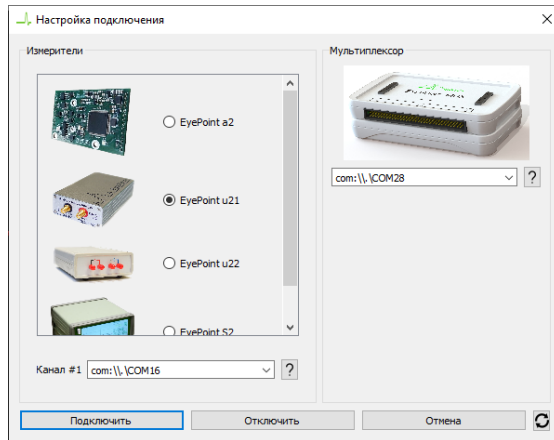 Настройка подключения
Измерители
EyePoint a2
EyePoint u21
EyePoint u22
EyePoint S2
Канал #1 com:\\.\COM16 ?
Мультиплексор
com:\\.\COM28 ?
Подключить Отключить Отмена